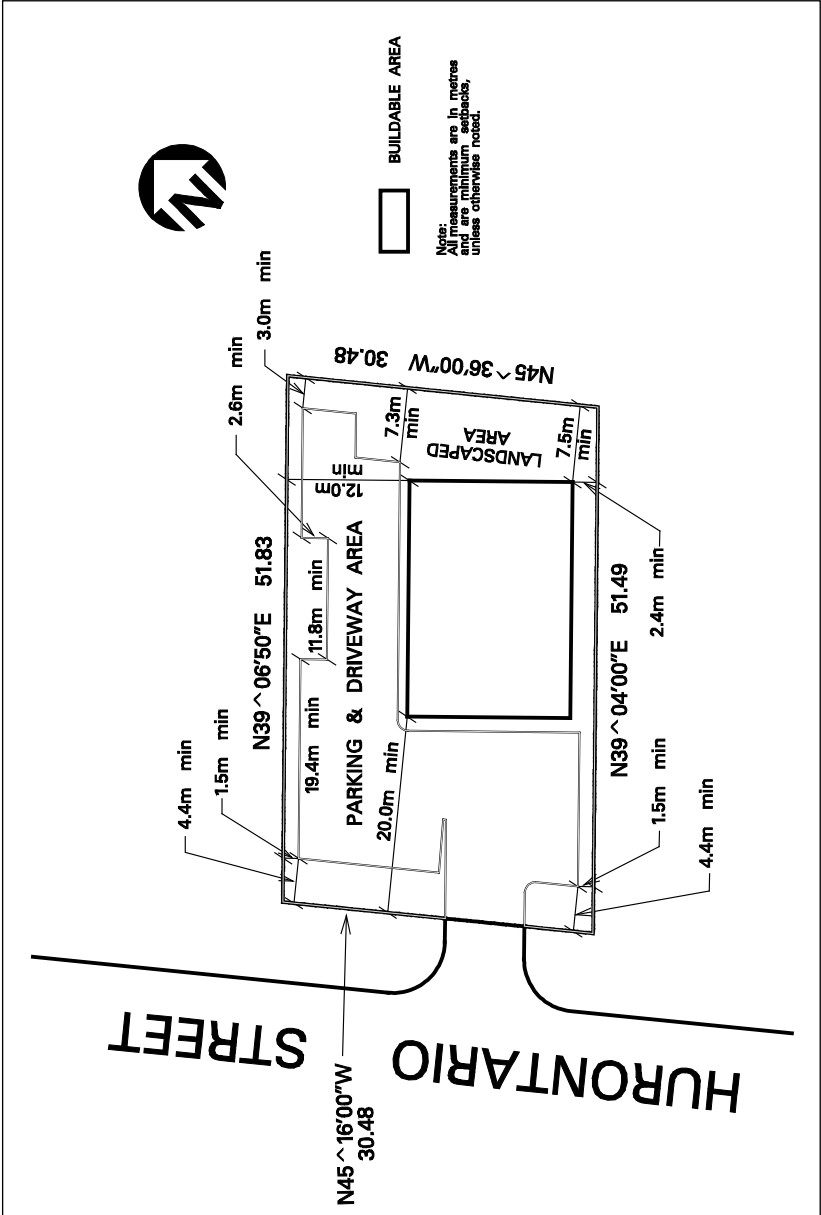 N
BUILDABLE AREA
Note:
All measurements are in metres
and are minimum setbacks,
unless otherwise noted.
3.0m min
2.6m min
N45^36'00"W 30.48
7.3m
min
LANDSCAPED
AREA
7.5m
min
12.0m
min
N39^06'50"E 51.83
11.8m min
PARKING & DRIVEWAY AREA
19.4m min
20.0m min
4.4m min
1.5m min
N39^04'00"E 51.49
2.4m min
1.5m min
4.4m min
N45^16'00"W
30.48
HURONTARIO STREET